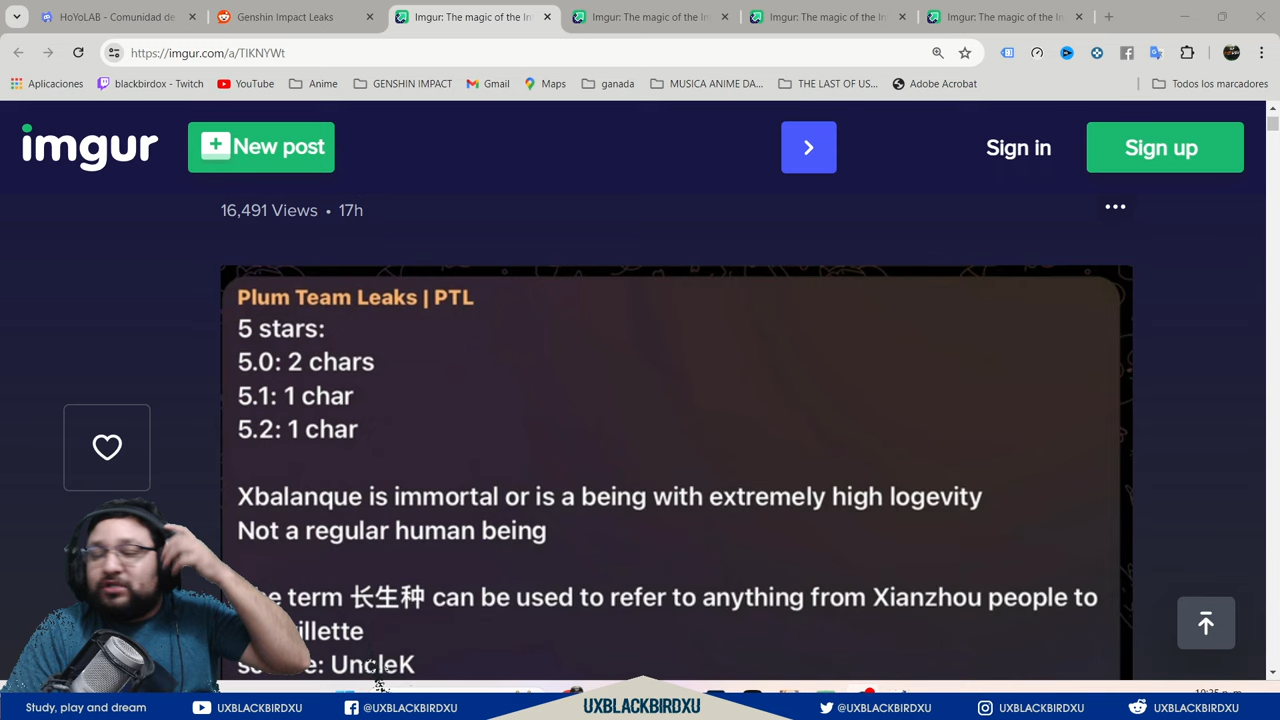 HoYoLAB - Comunidad de
Genshin Impact Leaks
Imgur: The magic of the In
Imgur: The magic of the In
Imgur: The magic of the In
Imgur: The magic of the In
https://imgur.com/a/TIKNYWt
Aplicaciones
blackbirdox - Twitch
YouTube
Anime
GENSHIN IMPACT
Gmail
Maps
ganada
MUSICA ANIME DA...
THE LAST OF US...
Adobe Acrobat
Todos los marcadores
imgur
New post
Sign in
Sign up
16,491 Views • 17h
Plum Team Leaks | PTL
5 stars:
5.0: 2 chars
5.1: 1 char
5.2: 1 char
Xbalanque is immortal or is a being with extremely high logevity
Not a regular human being
term 长生种 can be used to refer to anything from Xianzhou people to
illette
UncleK
Study, play and dream
UXBLACKBIRDXU
@UXBLACKBIRDXU
UXBLACKBIRDXU
@UXBLACKBIRDXU
UXBLACKBIRDXU
UXBLACKBIRDXU